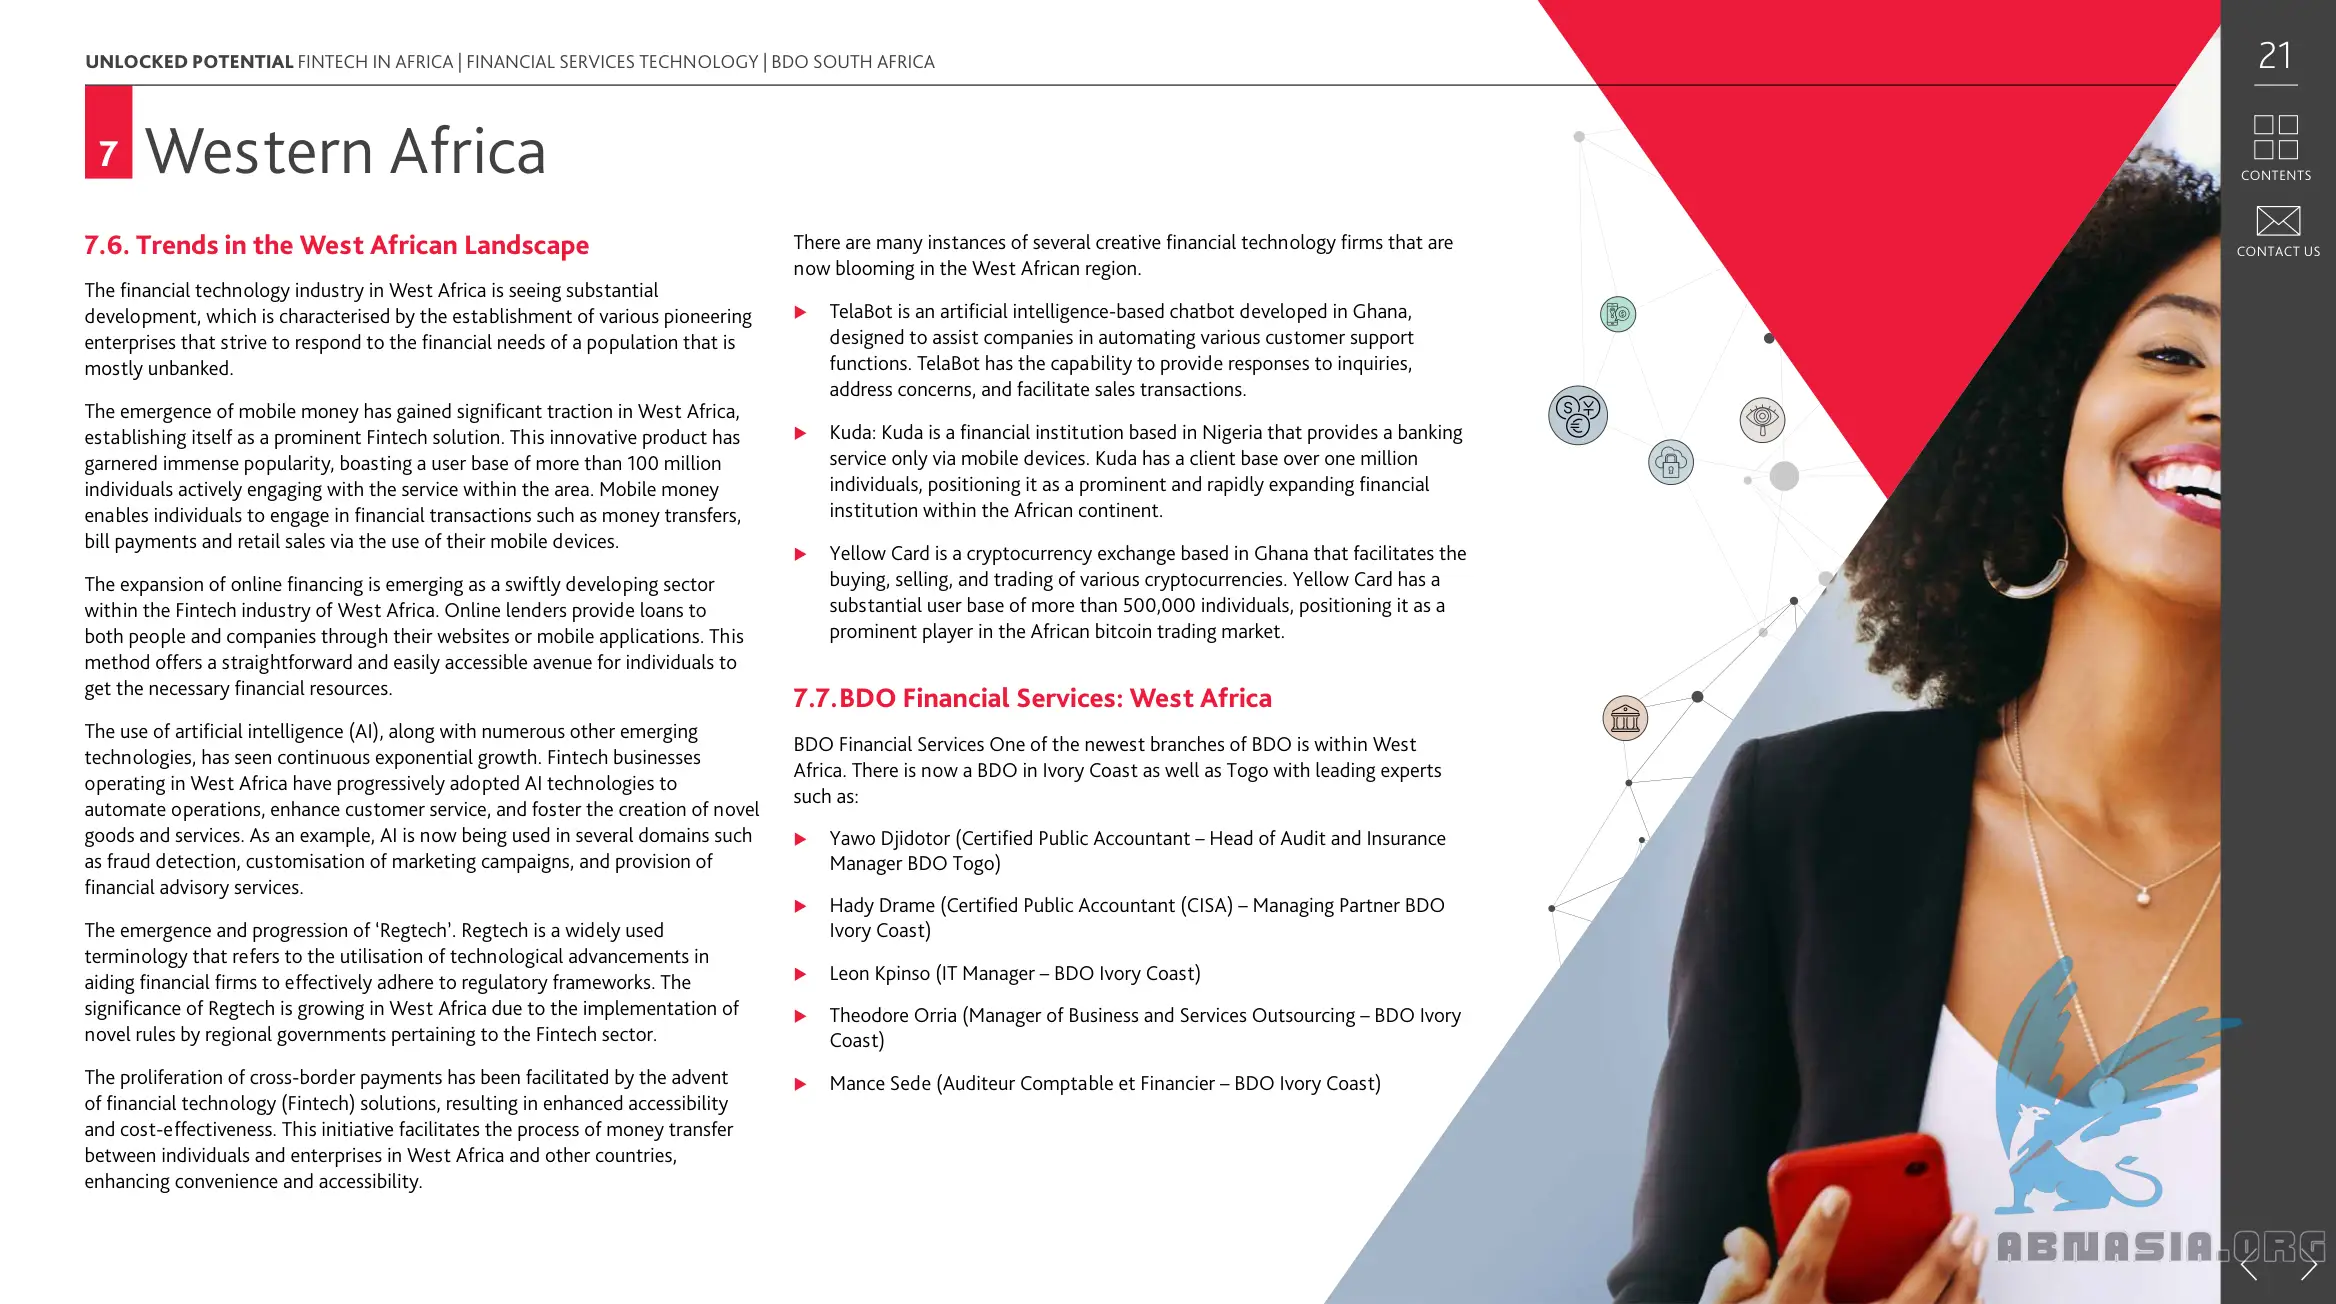 UNLOCKED POTENTIAL FINTECH IN AFRICA | FINANCIAL SERVICES TECHNOLOGY | BDO SOUTH AFRICA
21
CONTENTS
CONTACT US
7 Western Africa
7.6. Trends in the West African Landscape
The financial technology industry in West Africa is seeing substantial
development, which is characterised by the establishment of various pioneering
enterprises that strive to respond to the financial needs of a population that is
mostly unbanked.
The emergence of mobile money has gained significant traction in West Africa,
establishing itself as a prominent Fintech solution. This innovative product has
garnered immense popularity, boasting a user base of more than 100 million
individuals actively engaging with the service within the area. Mobile money
enables individuals to engage in financial transactions such as money transfers,
bill payments and retail sales via the use of their mobile devices.
The expansion of online financing is emerging as a swiftly developing sector
within the Fintech industry of West Africa. Online lenders provide loans to
both people and companies through their websites or mobile applications. This
method offers a straightforward and easily accessible avenue for individuals to
get the necessary financial resources.
The use of artificial intelligence (AI), along with numerous other emerging
technologies, has seen continuous exponential growth. Fintech businesses
operating in West Africa have progressively adopted AI technologies to
automate operations, enhance customer service, and foster the creation of novel
goods and services. As an example, AI is now being used in several domains such
as fraud detection, customisation of marketing campaigns, and provision of
financial advisory services.
The emergence and progression of ‘Regtech’. Regtech is a widely used
terminology that refers to the utilisation of technological advancements in
aiding financial firms to effectively adhere to regulatory frameworks. The
significance of Regtech is growing in West Africa due to the implementation of
novel rules by regional governments pertaining to the Fintech sector.
The proliferation of cross-border payments has been facilitated by the advent
of financial technology (Fintech) solutions, resulting in enhanced accessibility
and cost-effectiveness. This initiative facilitates the process of money transfer
between individuals and enterprises in West Africa and other countries,
enhancing convenience and accessibility.
There are many instances of several creative financial technology firms that are
now blooming in the West African region.
TelaBot is an artificial intelligence-based chatbot developed in Ghana,
designed to assist companies in automating various customer support
functions. TelaBot has the capability to provide responses to inquiries,
address concerns, and facilitate sales transactions.
Kuda: Kuda is a financial institution based in Nigeria that provides a banking
service only via mobile devices. Kuda has a client base over one million
individuals, positioning it as a prominent and rapidly expanding financial
institution within the African continent.
Yellow Card is a cryptocurrency exchange based in Ghana that facilitates the
buying, selling, and trading of various cryptocurrencies. Yellow Card has a
substantial user base of more than 500,000 individuals, positioning it as a
prominent player in the African bitcoin trading market.
7.7. BDO Financial Services: West Africa
BDO Financial Services One of the newest branches of BDO is within West
Africa. There is now a BDO in Ivory Coast as well as Togo with leading experts
such as:
Yawo Djidotor (Certified Public Accountant – Head of Audit and Insurance
Manager BDO Togo)
Hady Drame (Certified Public Accountant (CISA) – Managing Partner BDO
Ivory Coast)
Leon Kpinso (IT Manager – BDO Ivory Coast)
Theodore Orria (Manager of Business and Services Outsourcing – BDO Ivory
Coast)
Mance Sede (Auditeur Comptable et Financier – BDO Ivory Coast)
ABNASIA.ORG